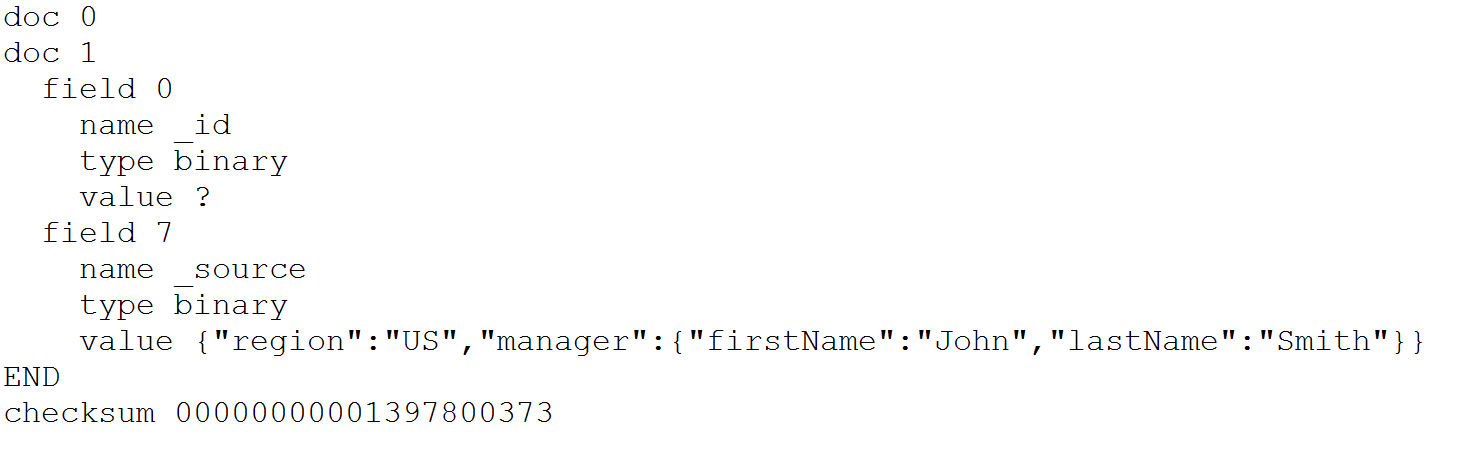 doc 0
doc 1
  field 0
    name _id
    type binary
    value ?
  field 7
    name _source
    type binary
    value {"region":"US","manager":{"firstName":"John","lastName":"Smith"}}
END
checksum 00000000001397800373